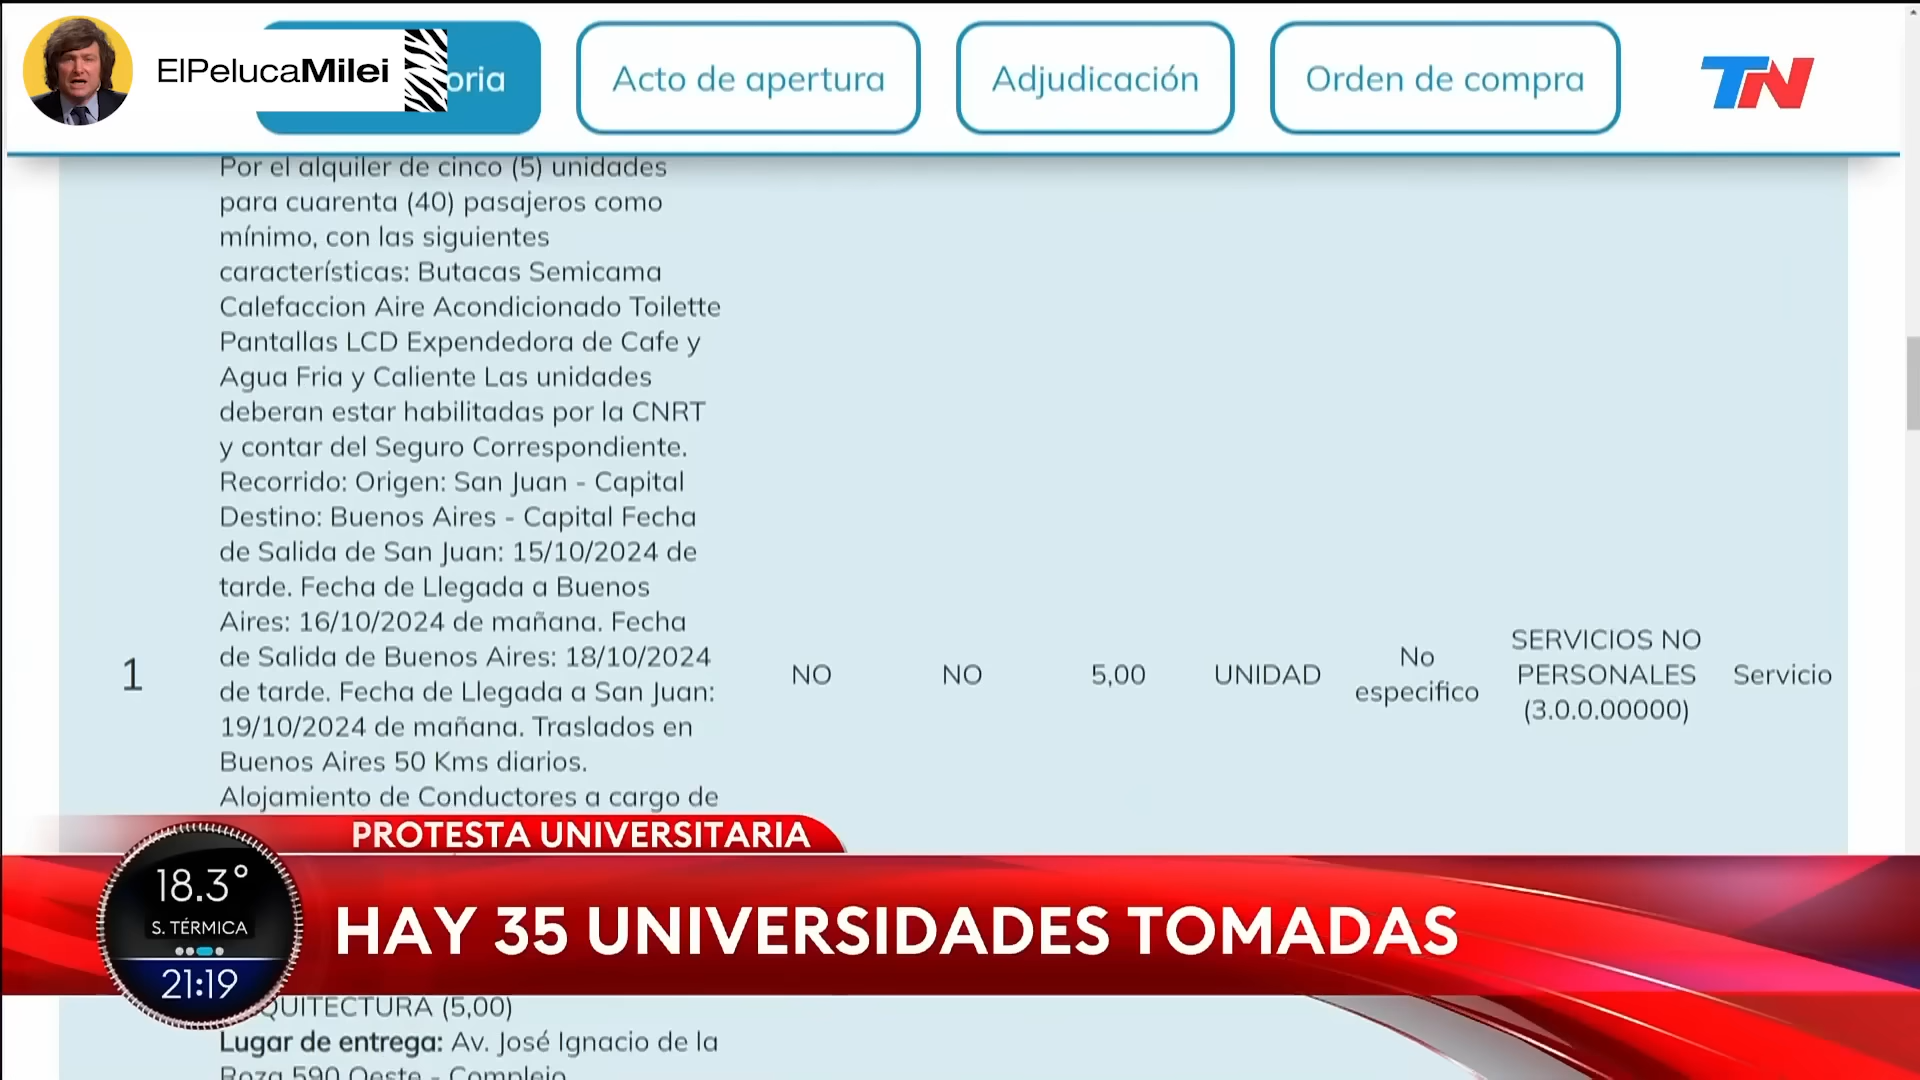 ElPelucaMilei
oria
Acto de apertura
Adjudicación
Orden de compra
TN
Por el alquiler de cinco (5) unidades
para cuarenta (40) pasajeros como
mínimo, con las siguientes
características: Butacas Semicama
Calefaccion Aire Acondicionado Toilette
Pantallas LCD Expendedora de Cafe y
Agua Fria y Caliente Las unidades
deberan estar habilitadas por la CNRT
y contar del Seguro Correspondiente.
Recorrido: Origen: San Juan - Capital
Destino: Buenos Aires - Capital Fecha
de Salida de San Juan: 15/10/2024 de
tarde. Fecha de Llegada a Buenos
Aires: 16/10/2024 de mañana. Fecha
de Salida de Buenos Aires: 18/10/2024
de tarde. Fecha de Llegada a San Juan:
19/10/2024 de mañana. Traslados en
Buenos Aires 50 Kms diarios.
Alojamiento de Conductores a cargo de
1
NO
NO
5,00
UNIDAD
No
especifico
SERVICIOS NO
PERSONALES
(3.0.0.00000)
Servicio
PROTESTA UNIVERSITARIA
HAY 35 UNIVERSIDADES TOMADAS
18.3°
S. TÉRMICA
21:19
QUITECTURA (5,00)
Lugar de entrega: Av. José Ignacio de la
Roza 590 Oeste - Complejo